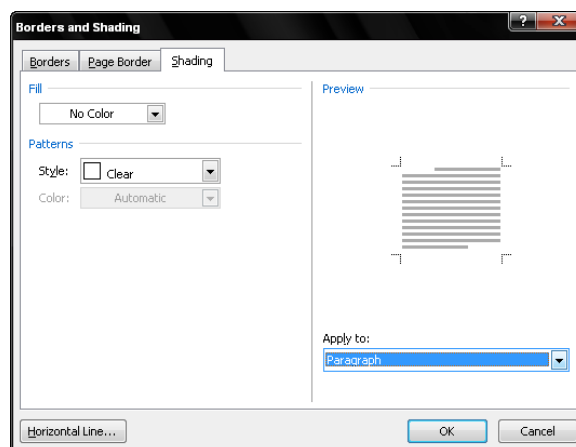 Borders and Shading
?
X
Borders Page Border Shading
Fill
No Color
Patterns
Style: Clear
Color: Automatic
Preview
Apply to:
Paragraph
Horizontal Line...
OK
Cancel